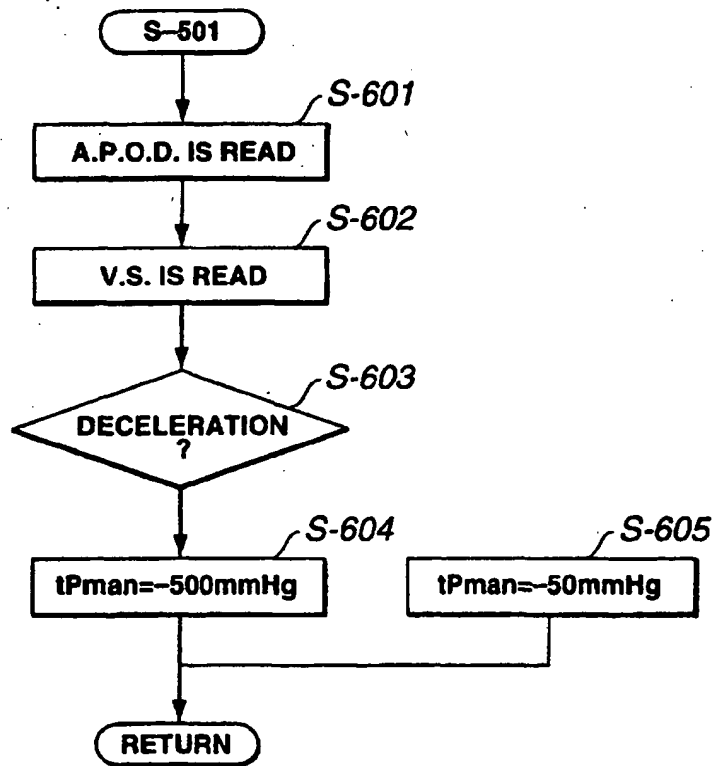 S-501
S-601
A.P.O.D. IS READ
S-602
V.S. IS READ
S-603
DECELERATION
?
S-604
S-605
tPman=-500mmHg
tPman=-50mmHg
RETURN